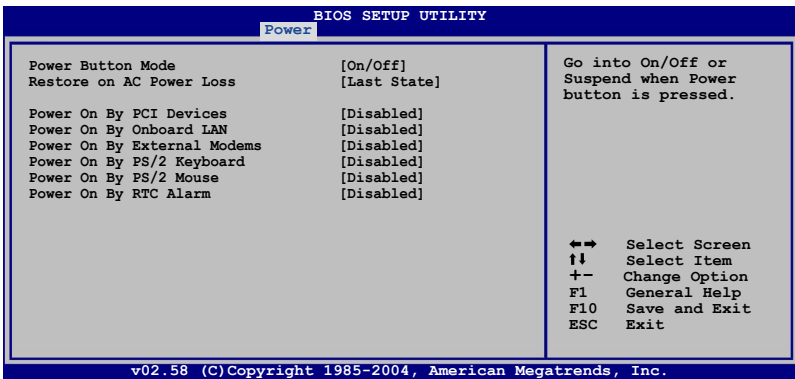 BIOS SETUP UTILITY
Power
Power Button Mode [On/Off]
Restore on AC Power Loss [Last State]
Power On By PCI Devices [Disabled]
Power On By Onboard LAN [Disabled]
Power On By External Modems [Disabled]
Power On By PS/2 Keyboard [Disabled]
Power On By PS/2 Mouse [Disabled]
Power On By RTC Alarm [Disabled]
Go into On/Off or
Suspend when Power
button is pressed.
←→ Select Screen
↑↓ Select Item
+- Change Option
F1 General Help
F10 Save and Exit
ESC Exit
v02.58 (C)Copyright 1985-2004, American Megatrends, Inc.